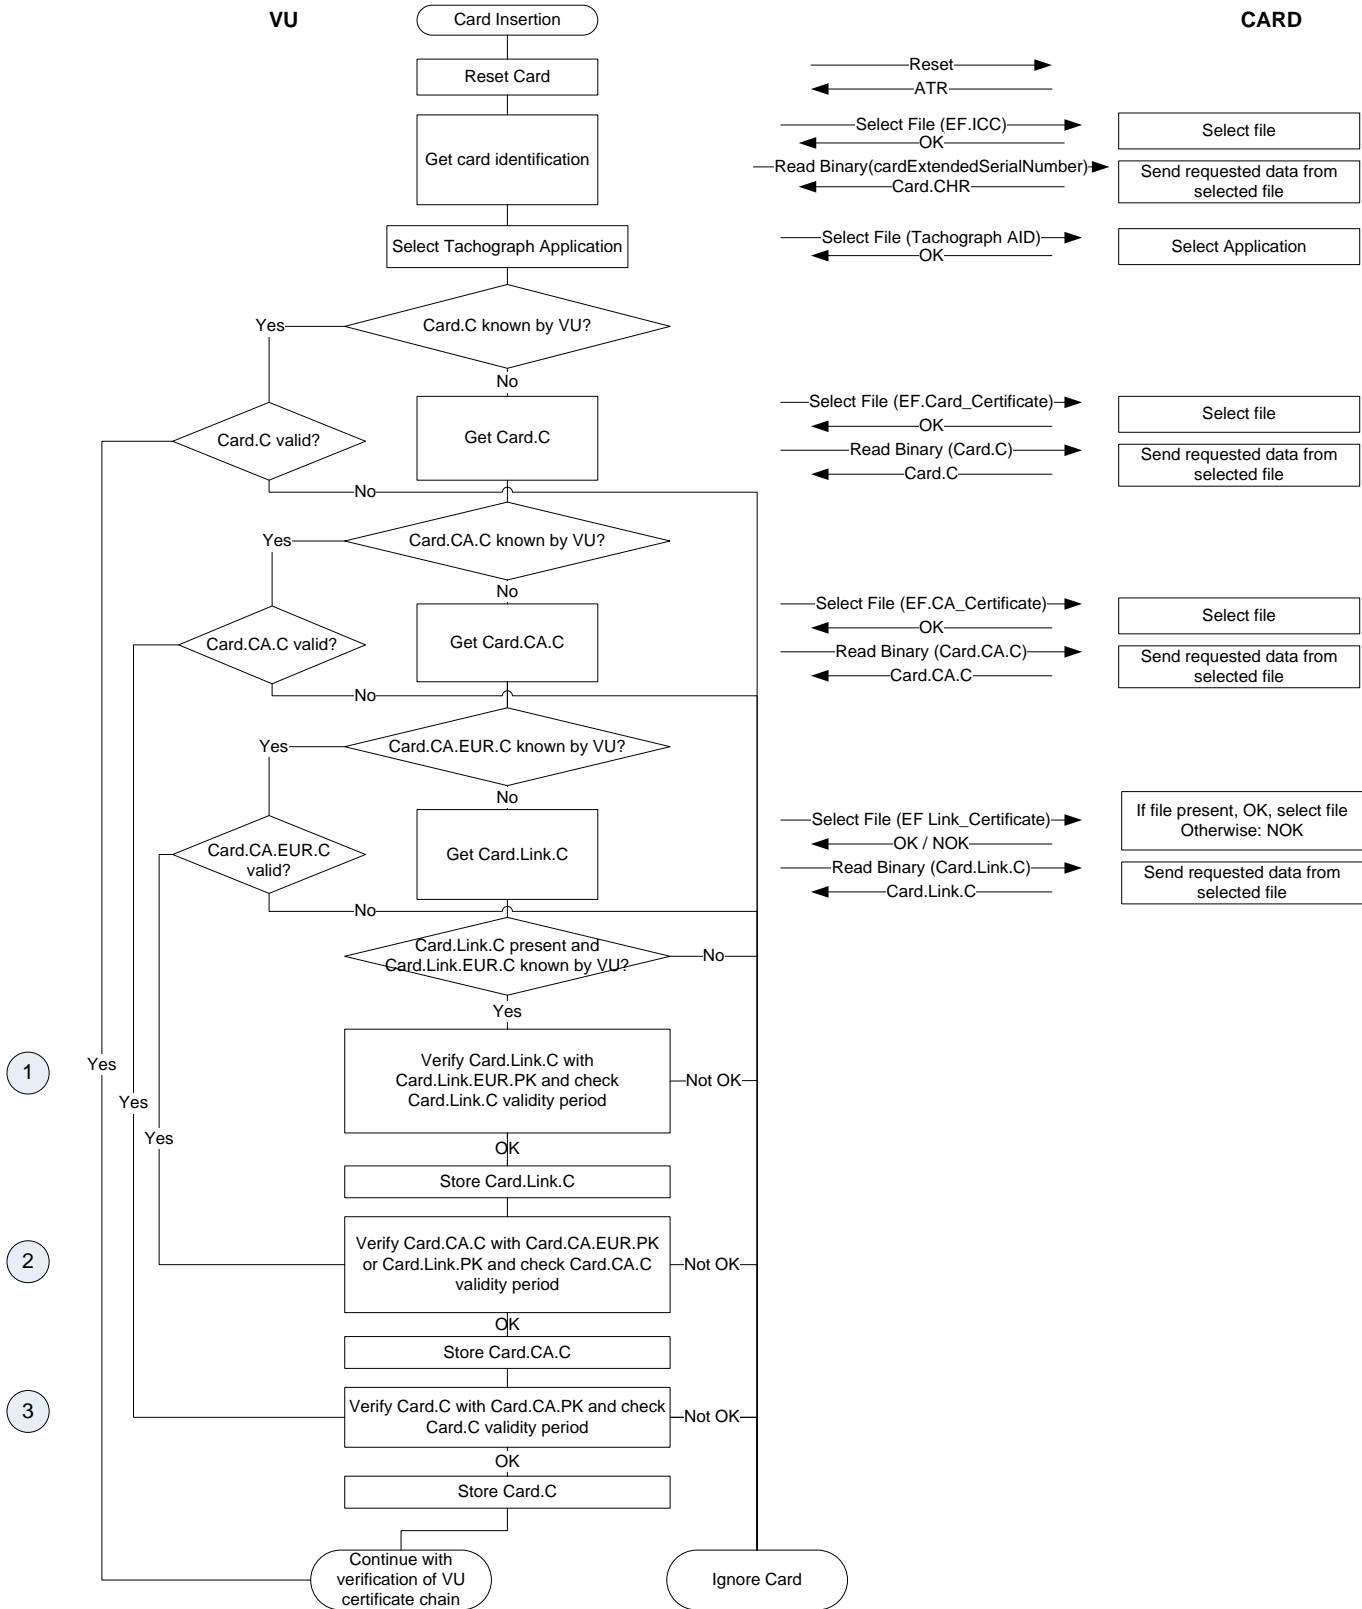 VU
Card Insertion
CARD
Reset Card
Reset
ATR
Get card identification
Select File (EF.ICC)
OK
Select file
Read Binary(cardExtendedSerialNumber)
Card.CHR
Send requested data from
selected file
Select Tachograph Application
Select File (Tachograph AID)
OK
Select Application
Card.C known by VU?
Yes
No
Card.C valid?
Get Card.C
Select File (EF.Card_Certificate)
OK
Select file
Read Binary (Card.C)
Card.C
Send requested data from
selected file
No
Card.CA.C known by VU?
Yes
No
Card.CA.C valid?
Get Card.CA.C
Select File (EF.CA_Certificate)
OK
Select file
Read Binary (Card.CA.C)
Card.CA.C
Send requested data from
selected file
No
Card.CA.EUR.C known by VU?
Yes
No
Card.CA.EUR.C
valid?
Get Card.Link.C
Select File (EF Link_Certificate)
OK / NOK
If file present, OK, select file
Otherwise: NOK
Read Binary (Card.Link.C)
Card.Link.C
Send requested data from
selected file
No
Card.Link.C present and
Card.Link.EUR.C known by VU?
No
Yes
1
Yes
Verify Card.Link.C with
Card.Link.EUR.PK and check
Card.Link.C validity period
Not OK
Yes
Yes
OK
Store Card.Link.C
2
Verify Card.CA.C with Card.CA.EUR.PK
or Card.Link.PK and check Card.CA.C
validity period
Not OK
OK
Store Card.CA.C
3
Verify Card.C with Card.CA.PK and check
Card.C validity period
Not OK
OK
Store Card.C
Continue with
verification of VU
certificate chain
Ignore Card